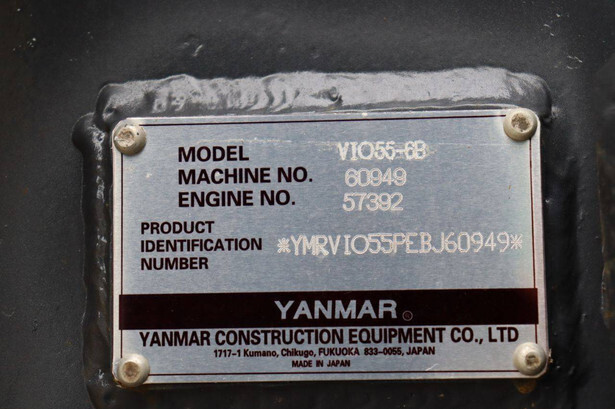 MODEL VIO55-6B
MACHINE NO. 60949
ENGINE NO. 57392
PRODUCT
IDENTIFICATION *YMRVIO55PEBJ60949*
NUMBER
YANMAR®
YANMAR CONSTRUCTION EQUIPMENT CO., LTD
1717-1 Kumano, Chikugo, FUKUOKA 833-0055, JAPAN
MADE IN JAPAN